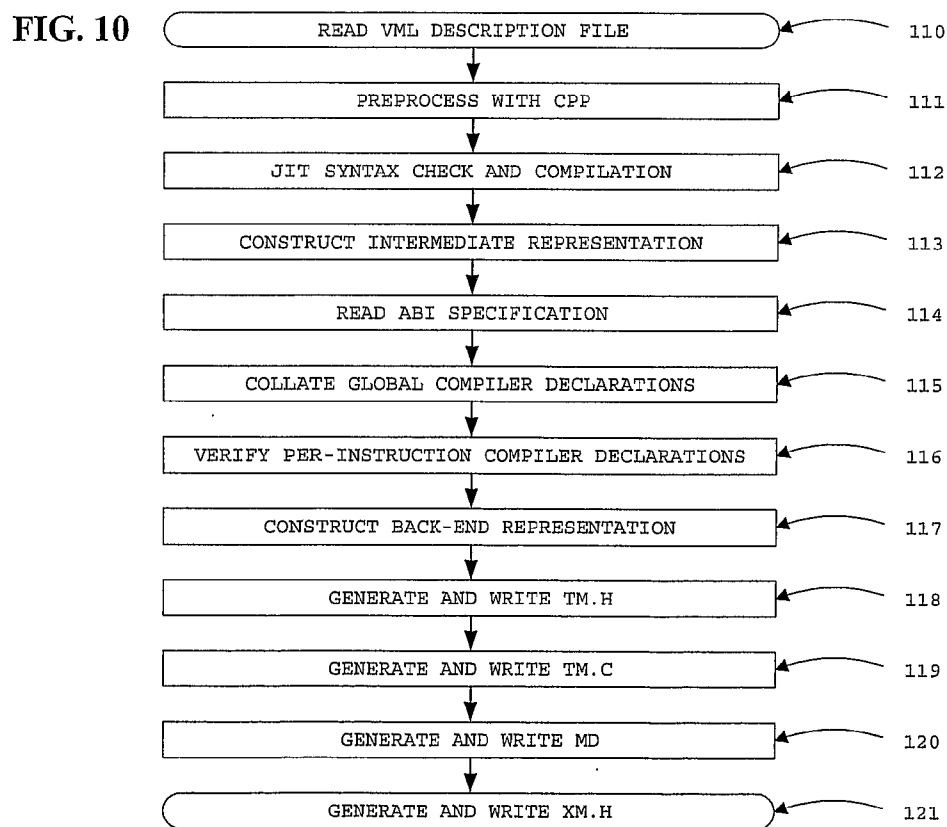 FIG. 10
READ VML DESCRIPTION FILE 110
PREPROCESS WITH CPP 111
JIT SYNTAX CHECK AND COMPILATION 112
CONSTRUCT INTERMEDIATE REPRESENTATION 113
READ ABI SPECIFICATION 114
COLLATE GLOBAL COMPILER DECLARATIONS 115
VERIFY PER-INSTRUCTION COMPILER DECLARATIONS 116
CONSTRUCT BACK-END REPRESENTATION 117
GENERATE AND WRITE TM.H 118
GENERATE AND WRITE TM.C 119
GENERATE AND WRITE MD 120
GENERATE AND WRITE XM.H 121